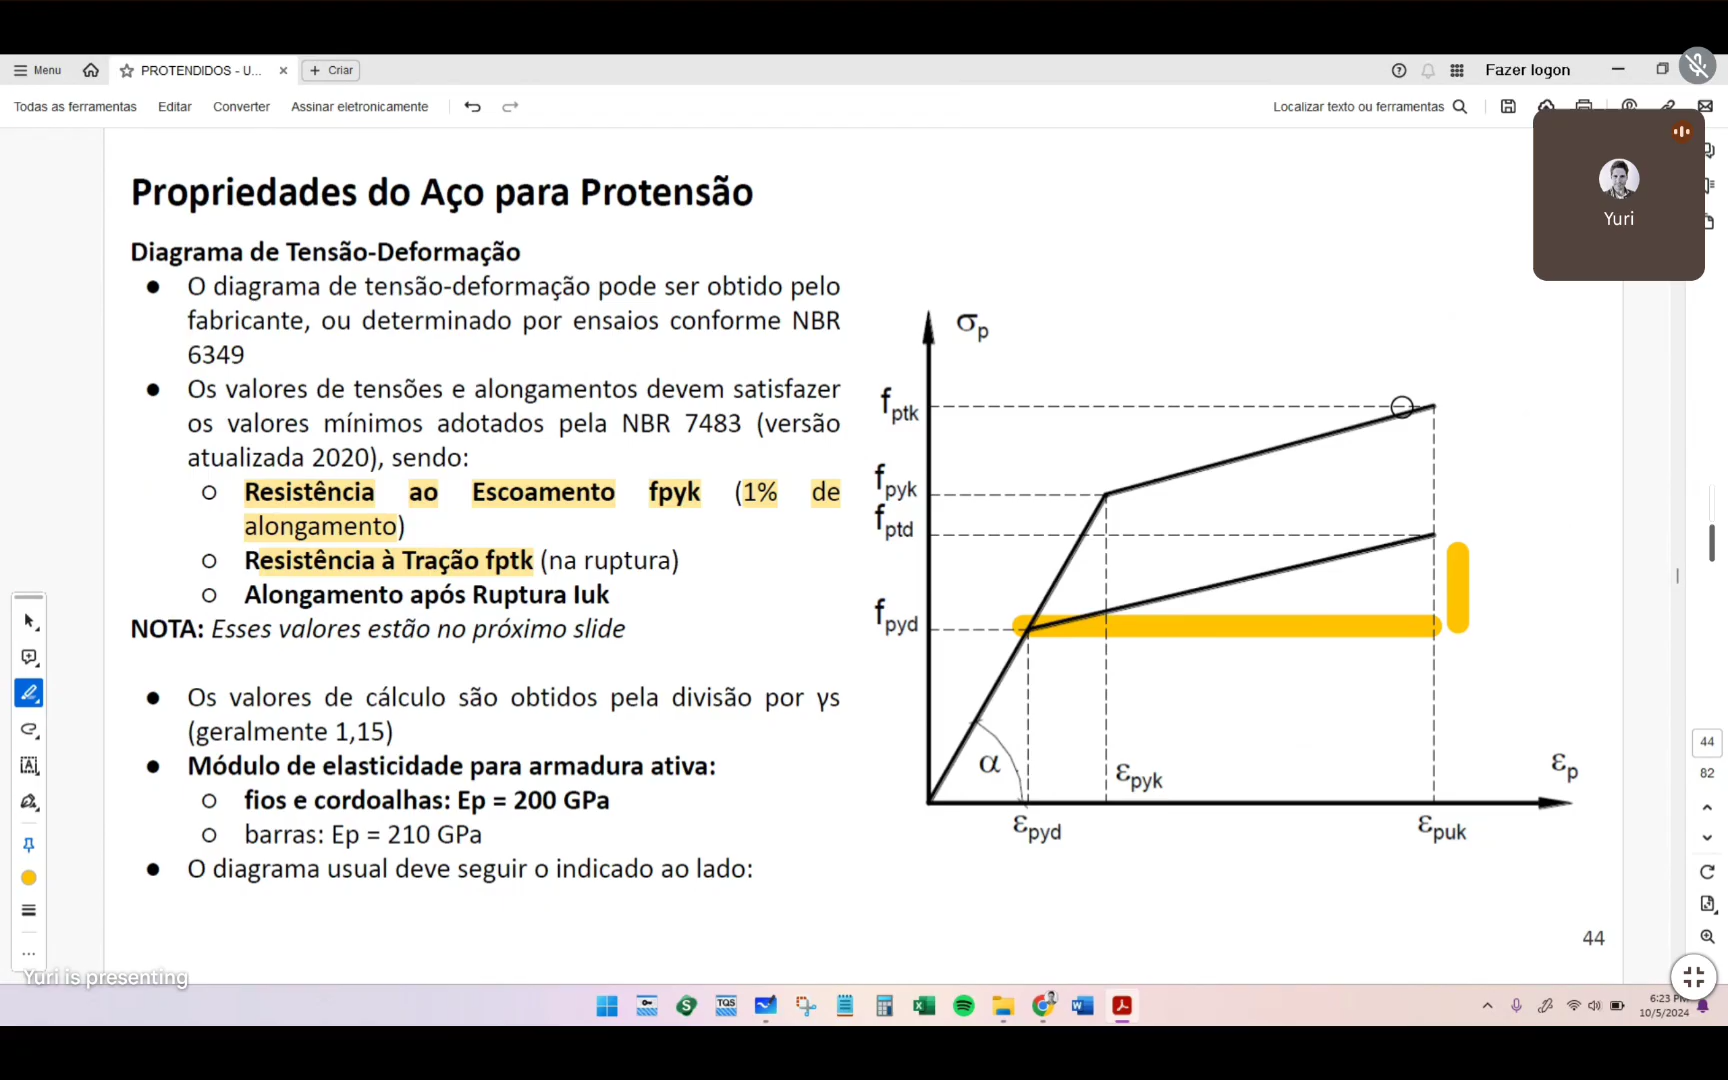 Menu
PROTENDIDOS - U...
Criar
Fazer logon
Todas as ferramentas
Editar
Converter
Assinar eletronicamente
Localizar texto ou ferramentas
Yuri
Propriedades do Aço para Protensão
Diagrama de Tensão-Deformação
● O diagrama de tensão-deformação pode ser obtido pelo
fabricante, ou determinado por ensaios conforme NBR
6349
● Os valores de tensões e alongamentos devem satisfazer
os valores mínimos adotados pela NBR 7483 (versão
atualizada 2020), sendo:
○ Resistência ao Escoamento fpyk (1% de
alongamento)
○ Resistência à Tração fptk (na ruptura)
○ Alongamento após Ruptura Iuk
NOTA: Esses valores estão no próximo slide
● Os valores de cálculo são obtidos pela divisão por γs
(geralmente 1,15)
● Módulo de elasticidade para armadura ativa:
○ fios e cordoalhas: Ep = 200 GPa
○ barras: Ep = 210 GPa
● O diagrama usual deve seguir o indicado ao lado:
σp
fptk
fpyk
fptd
fpyd
α
εpyk
εp
εpyd
εpuk
44
44
82
Yuri is presenting
TQS
6:23 PM
10/5/2024